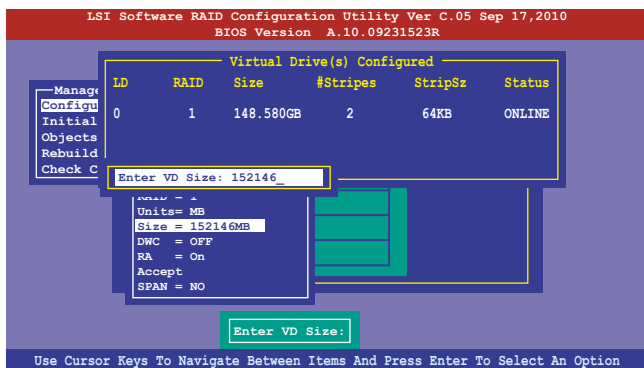 LSI Software RAID Configuration Utility Ver C.05 Sep 17,2010
BIOS Version A.10.09231523R
Virtual Drive(s) Configured
LD RAID Size #Stripes StripSz Status
0 1 148.580GB 2 64KB ONLINE
Manage
Configu
Initial
Objects
Rebuild
Check C
Enter VD Size: 152146_
RAID = 1
Units= MB
Size = 152146MB
DWC = OFF
RA = On
Accept
SPAN = NO
Enter VD Size:
Use Cursor Keys To Navigate Between Items And Press Enter To Select An Option